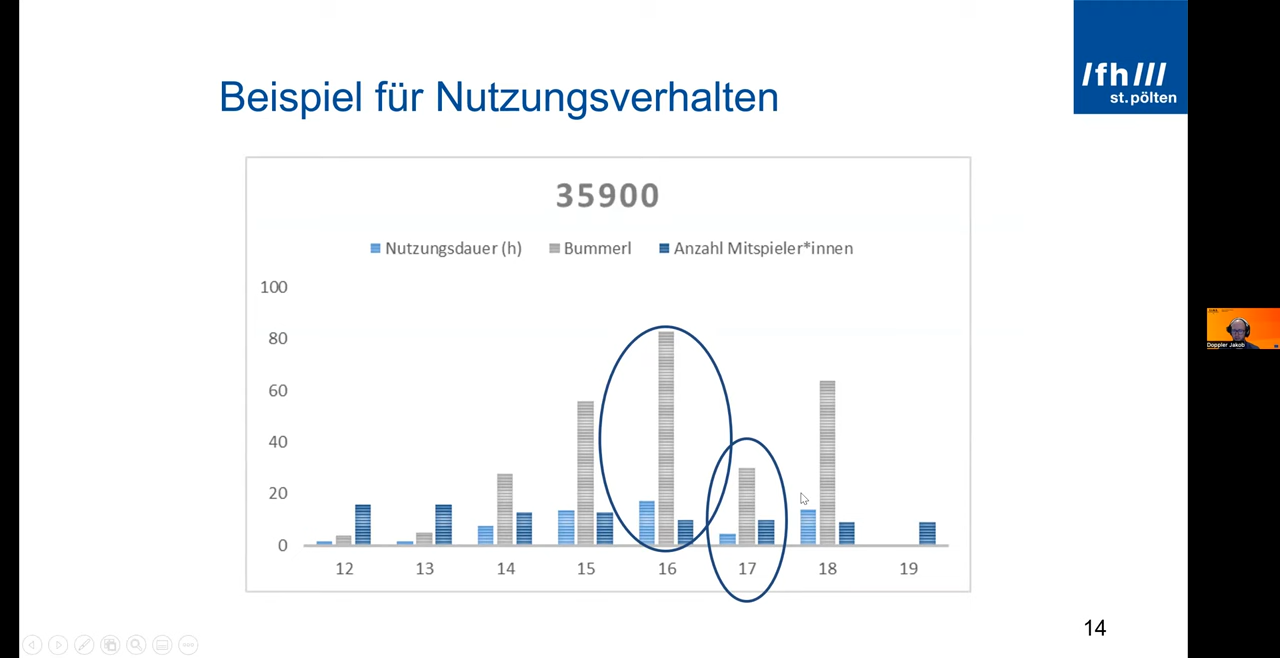 /fh///
st.pölten
Beispiel für Nutzungsverhalten
35900
Nutzungsdauer (h) Bummerl Anzahl Mitspieler*innen
100
80
60
40
20
0
12 13 14 15 16 17 18 19
Doppler Jakob
14